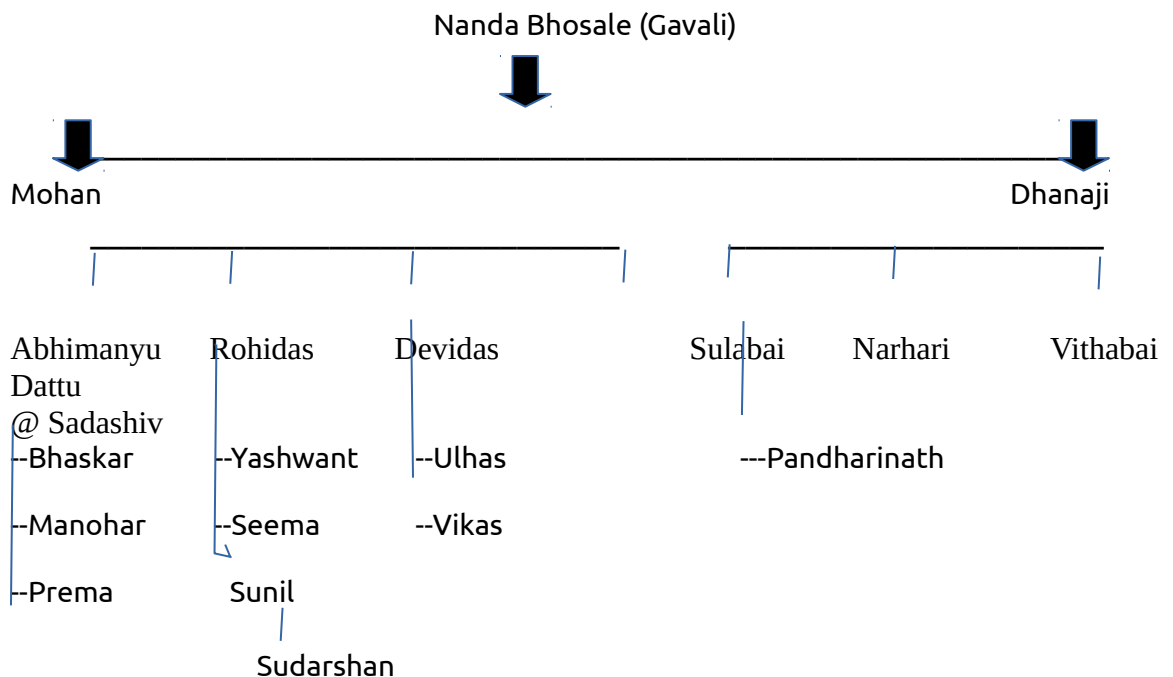 Nanda Bhosale (Gavali)
Mohan Dhanaji
Abhimanyu Rohidas Devidas Sulabai Narhari Vithabai
Dattu
@ Sadashiv
--Bhaskar --Yashwant --Ulhas ---Pandharinath
--Manohar --Seema --Vikas
--Prema Sunil
Sudarshan